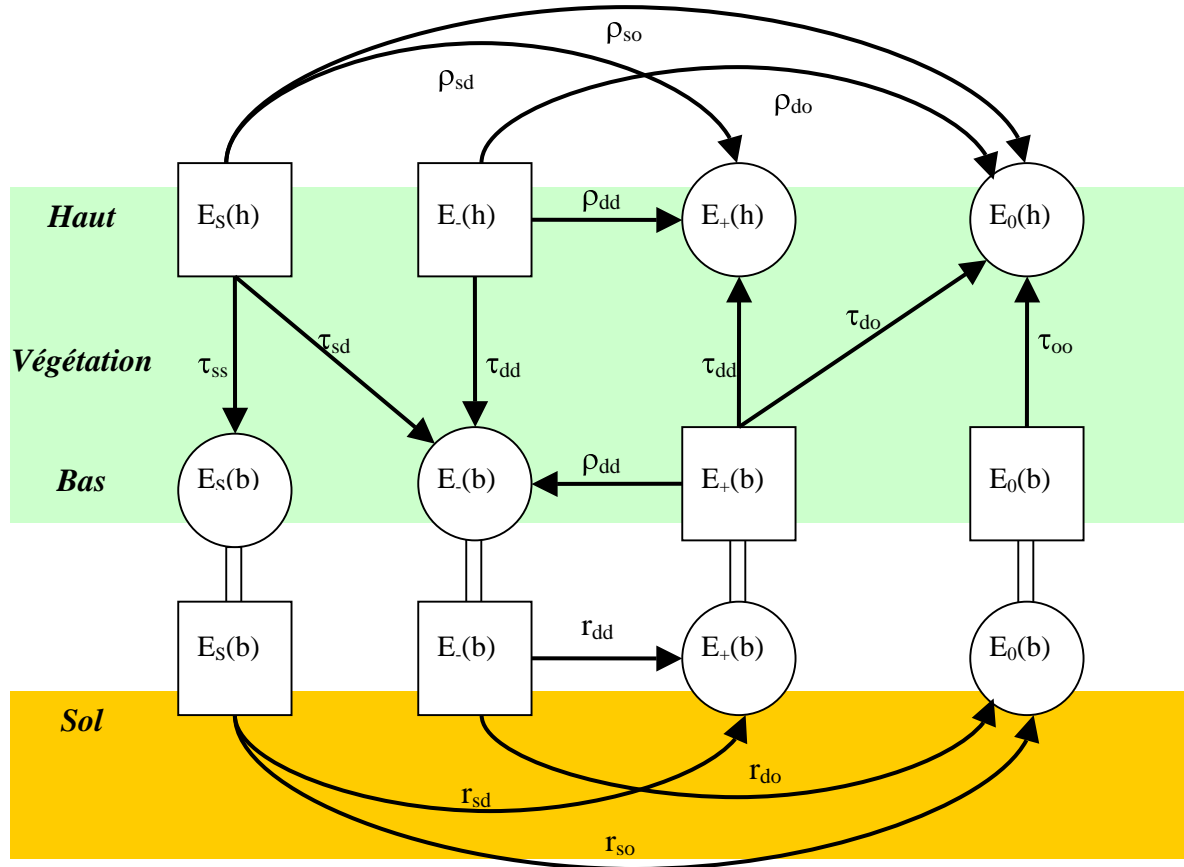 ρso
ρsd
ρdo
Haut
ES(h)
E-(h)
ρdd
E+(h)
E0(h)
Végétation
τss
τsd
τdd
τdd
τdo
τoo
Bas
ES(b)
E-(b)
ρdd
E+(b)
E0(b)
ES(b)
E-(b)
rdd
E+(b)
E0(b)
Sol
rsd
rdo
rso